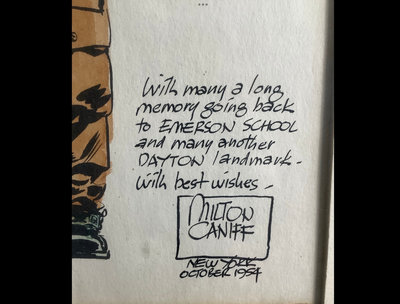 With many a long
memory going back
to EMERSON SCHOOL
and many another
DAYTON landmark-
With best wishes-
MILTON
CANIFF
NEW YORK
OCTOBER 1954